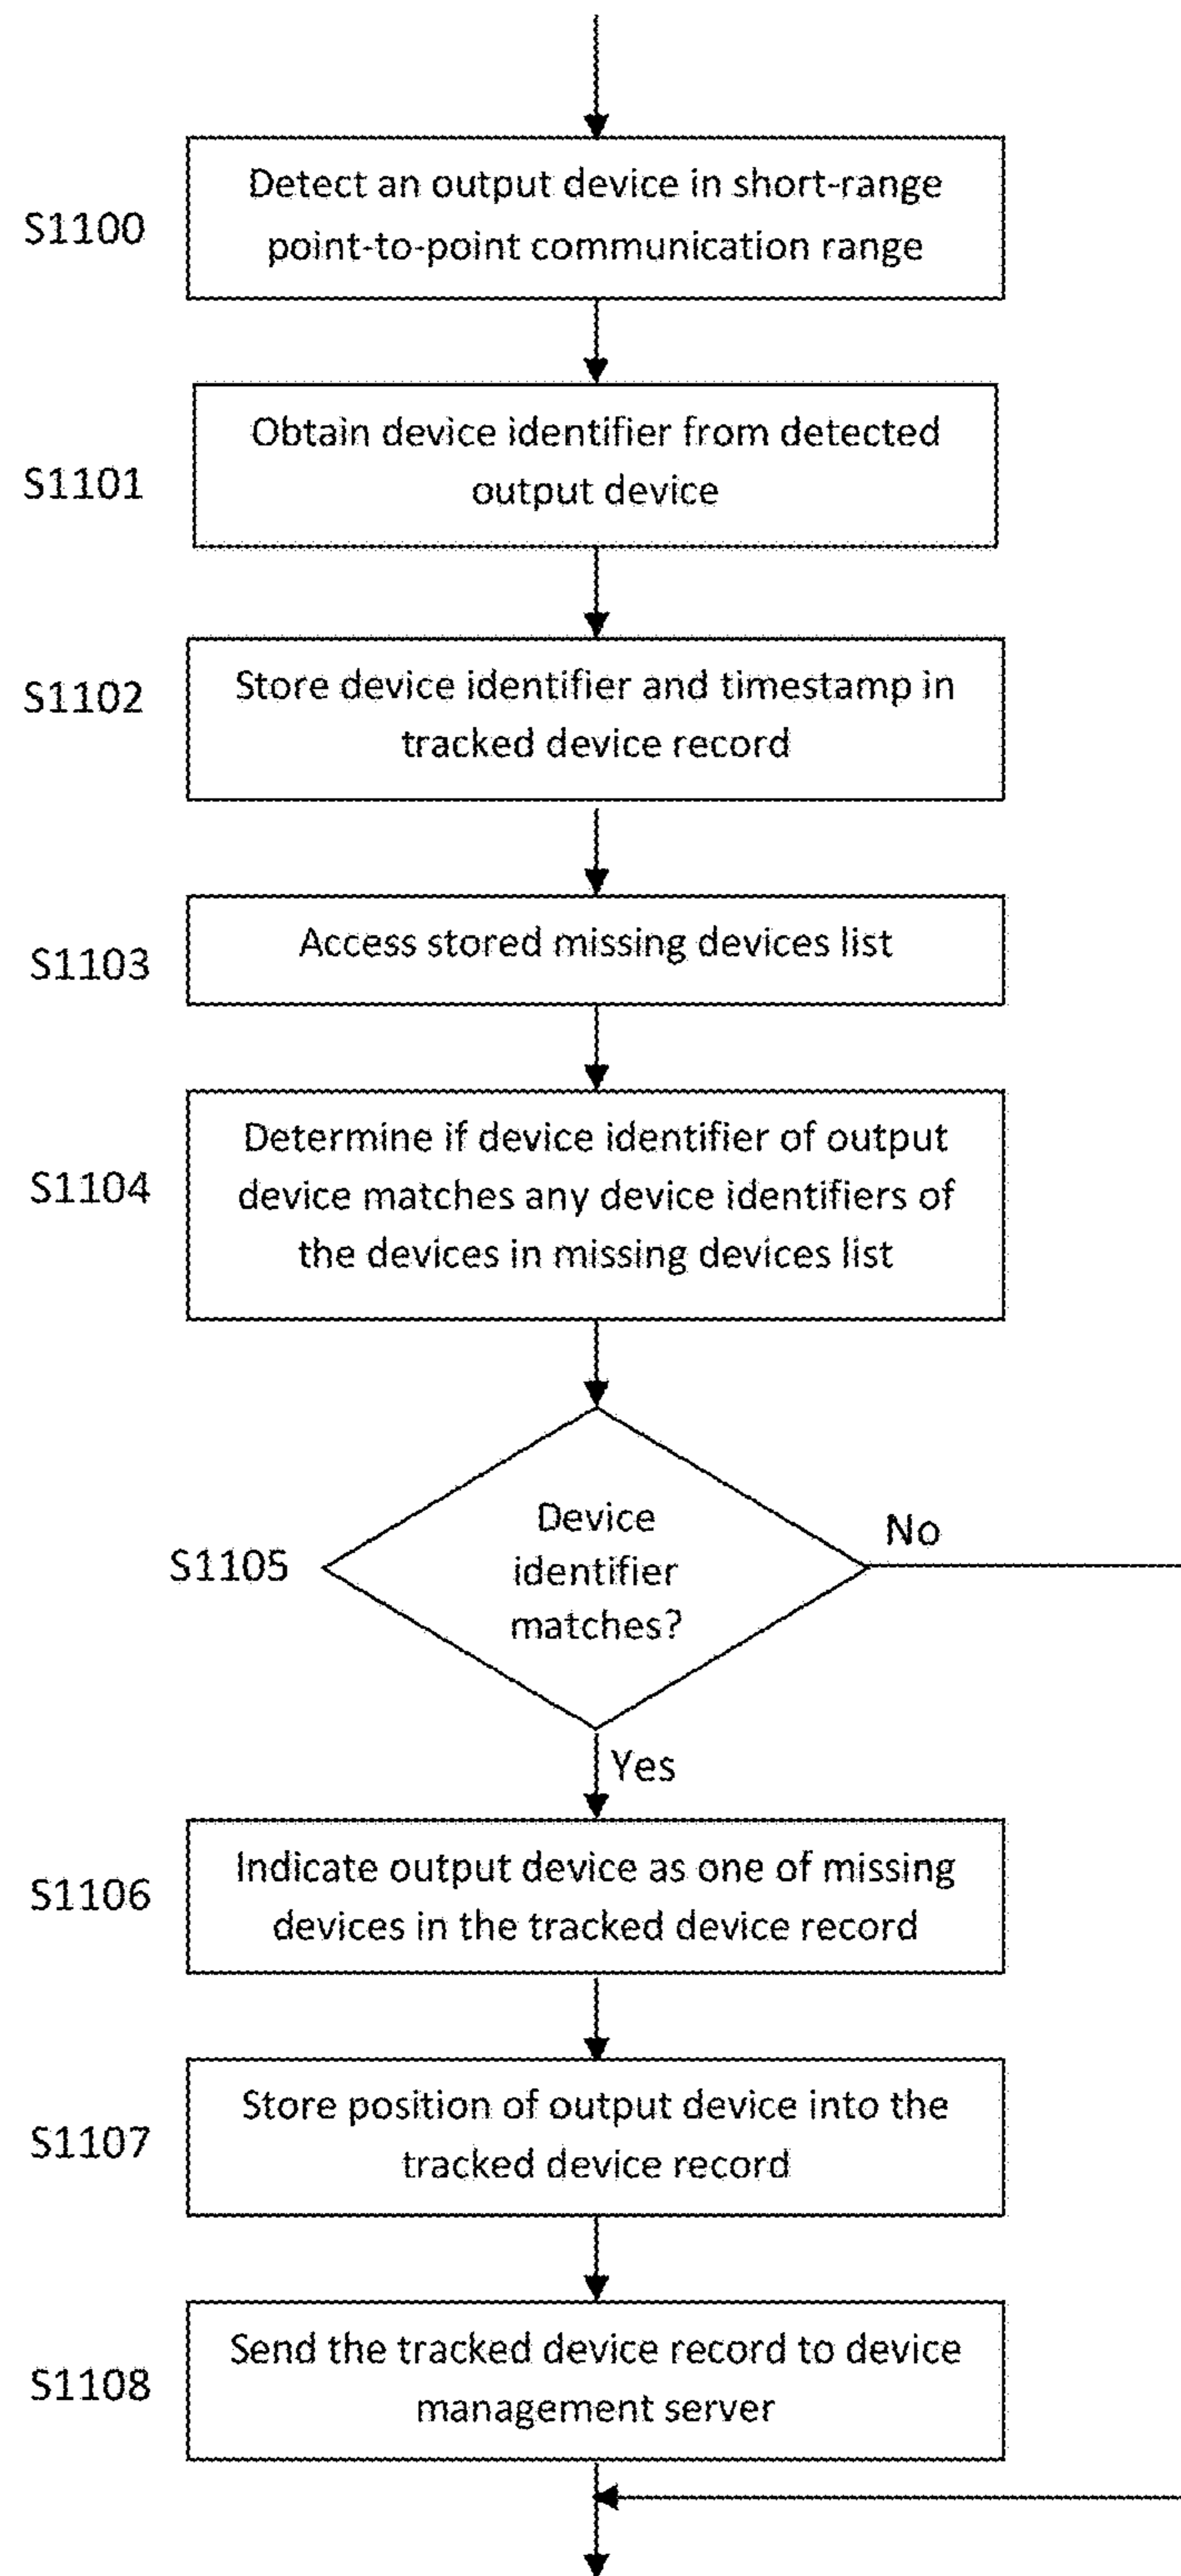 S1100
Detect an output device in short-range
point-to-point communication range
S1101
Obtain device identifier from detected
output device
S1102
Store device identifier and timestamp in
tracked device record
S1103
Access stored missing devices list
S1104
Determine if device identifier of output
device matches any device identifiers of
the devices in missing devices list
S1105
Device
identifier
matches?
No
Yes
S1106
Indicate output device as one of missing
devices in the tracked device record
S1107
Store position of output device into the
tracked device record
S1108
Send the tracked device record to device
management server